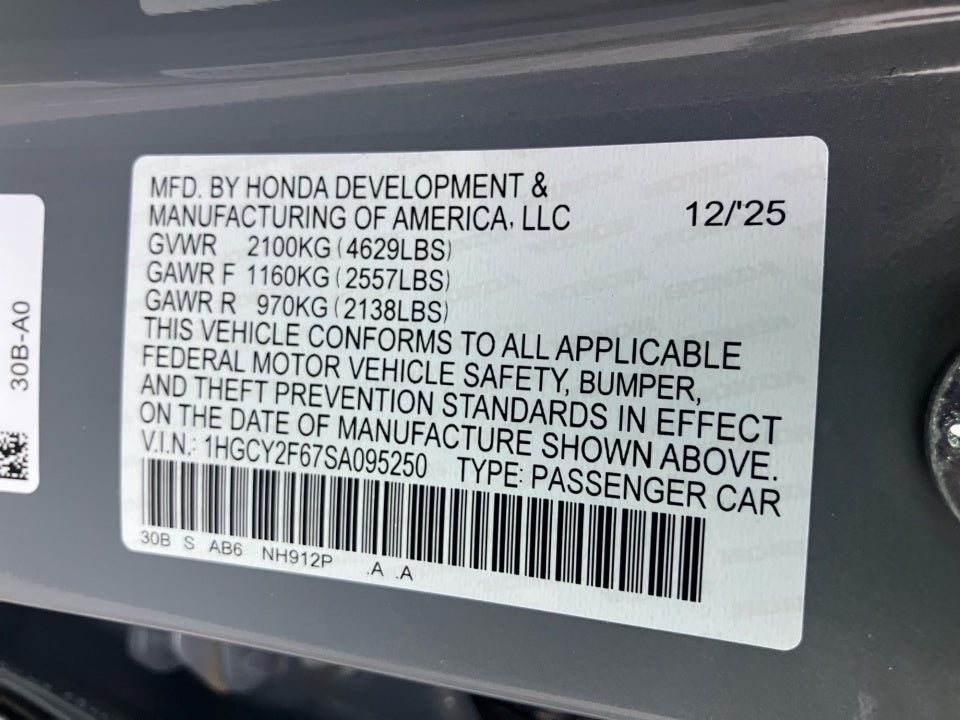 MFD. BY HONDA DEVELOPMENT &
MANUFACTURING OF AMERICA, LLC 12/'25
GVWR 2100KG (4629LBS)
GAWR F 1160KG (2557LBS)
GAWR R 970KG (2138LBS)
THIS VEHICLE CONFORMS TO ALL APPLICABLE
FEDERAL MOTOR VEHICLE SAFETY, BUMPER,
AND THEFT PREVENTION STANDARDS IN EFFECT
ON THE DATE OF MANUFACTURE SHOWN ABOVE.
V.I.N.: 1HGCY2F67SA095250 TYPE: PASSENGER CAR
30B S AB6 NH912P .A .A
30B-A0